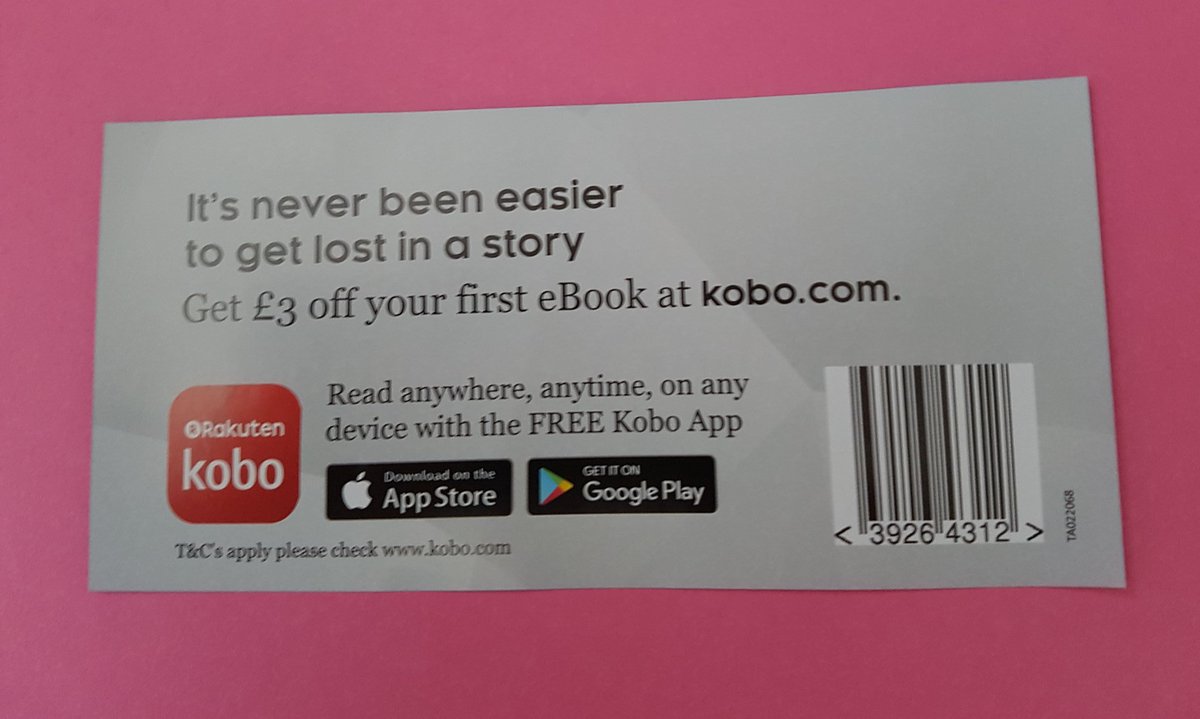 It's never been easier
to get lost in a story
Get £3 off your first eBook at kobo.com.
Read anywhere, anytime, on any
device with the FREE Kobo App
Rakuten
kobo
Download on the
App Store
GET IT ON
Google Play
T&C's apply please check www.kobo.com
< 3926 4312 >
TA022068